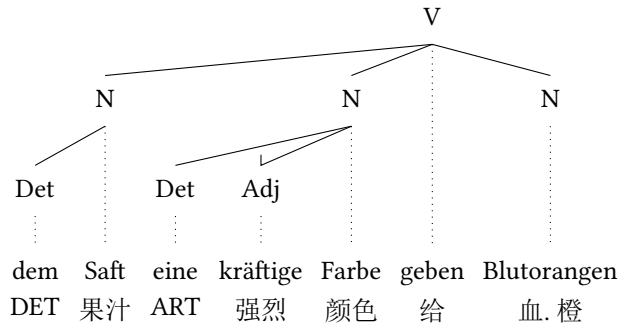 V
N N N
Det Det Adj
dem Saft eine kräftige Farbe geben Blutorangen
DET 果汁 ART 强烈 颜色 给 血.橙